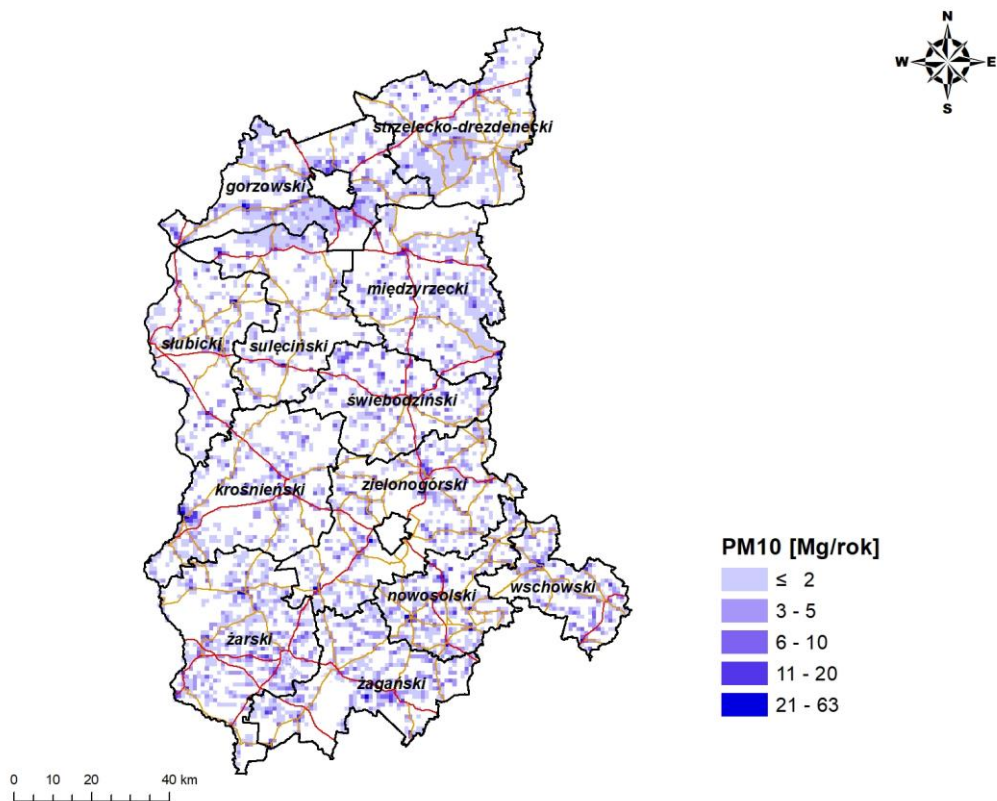 N
W E
S
strzelecko-drezdenecki
gorzowski
międzyrzecki
słubicki
sulęciński
świebodziński
krośnieński
zielonogórski
nowosolski
wschowski
żarski
żagański
PM10 [Mg/rok]
≤ 2
3 - 5
6 - 10
11 - 20
21 - 63
0 10 20 40 km